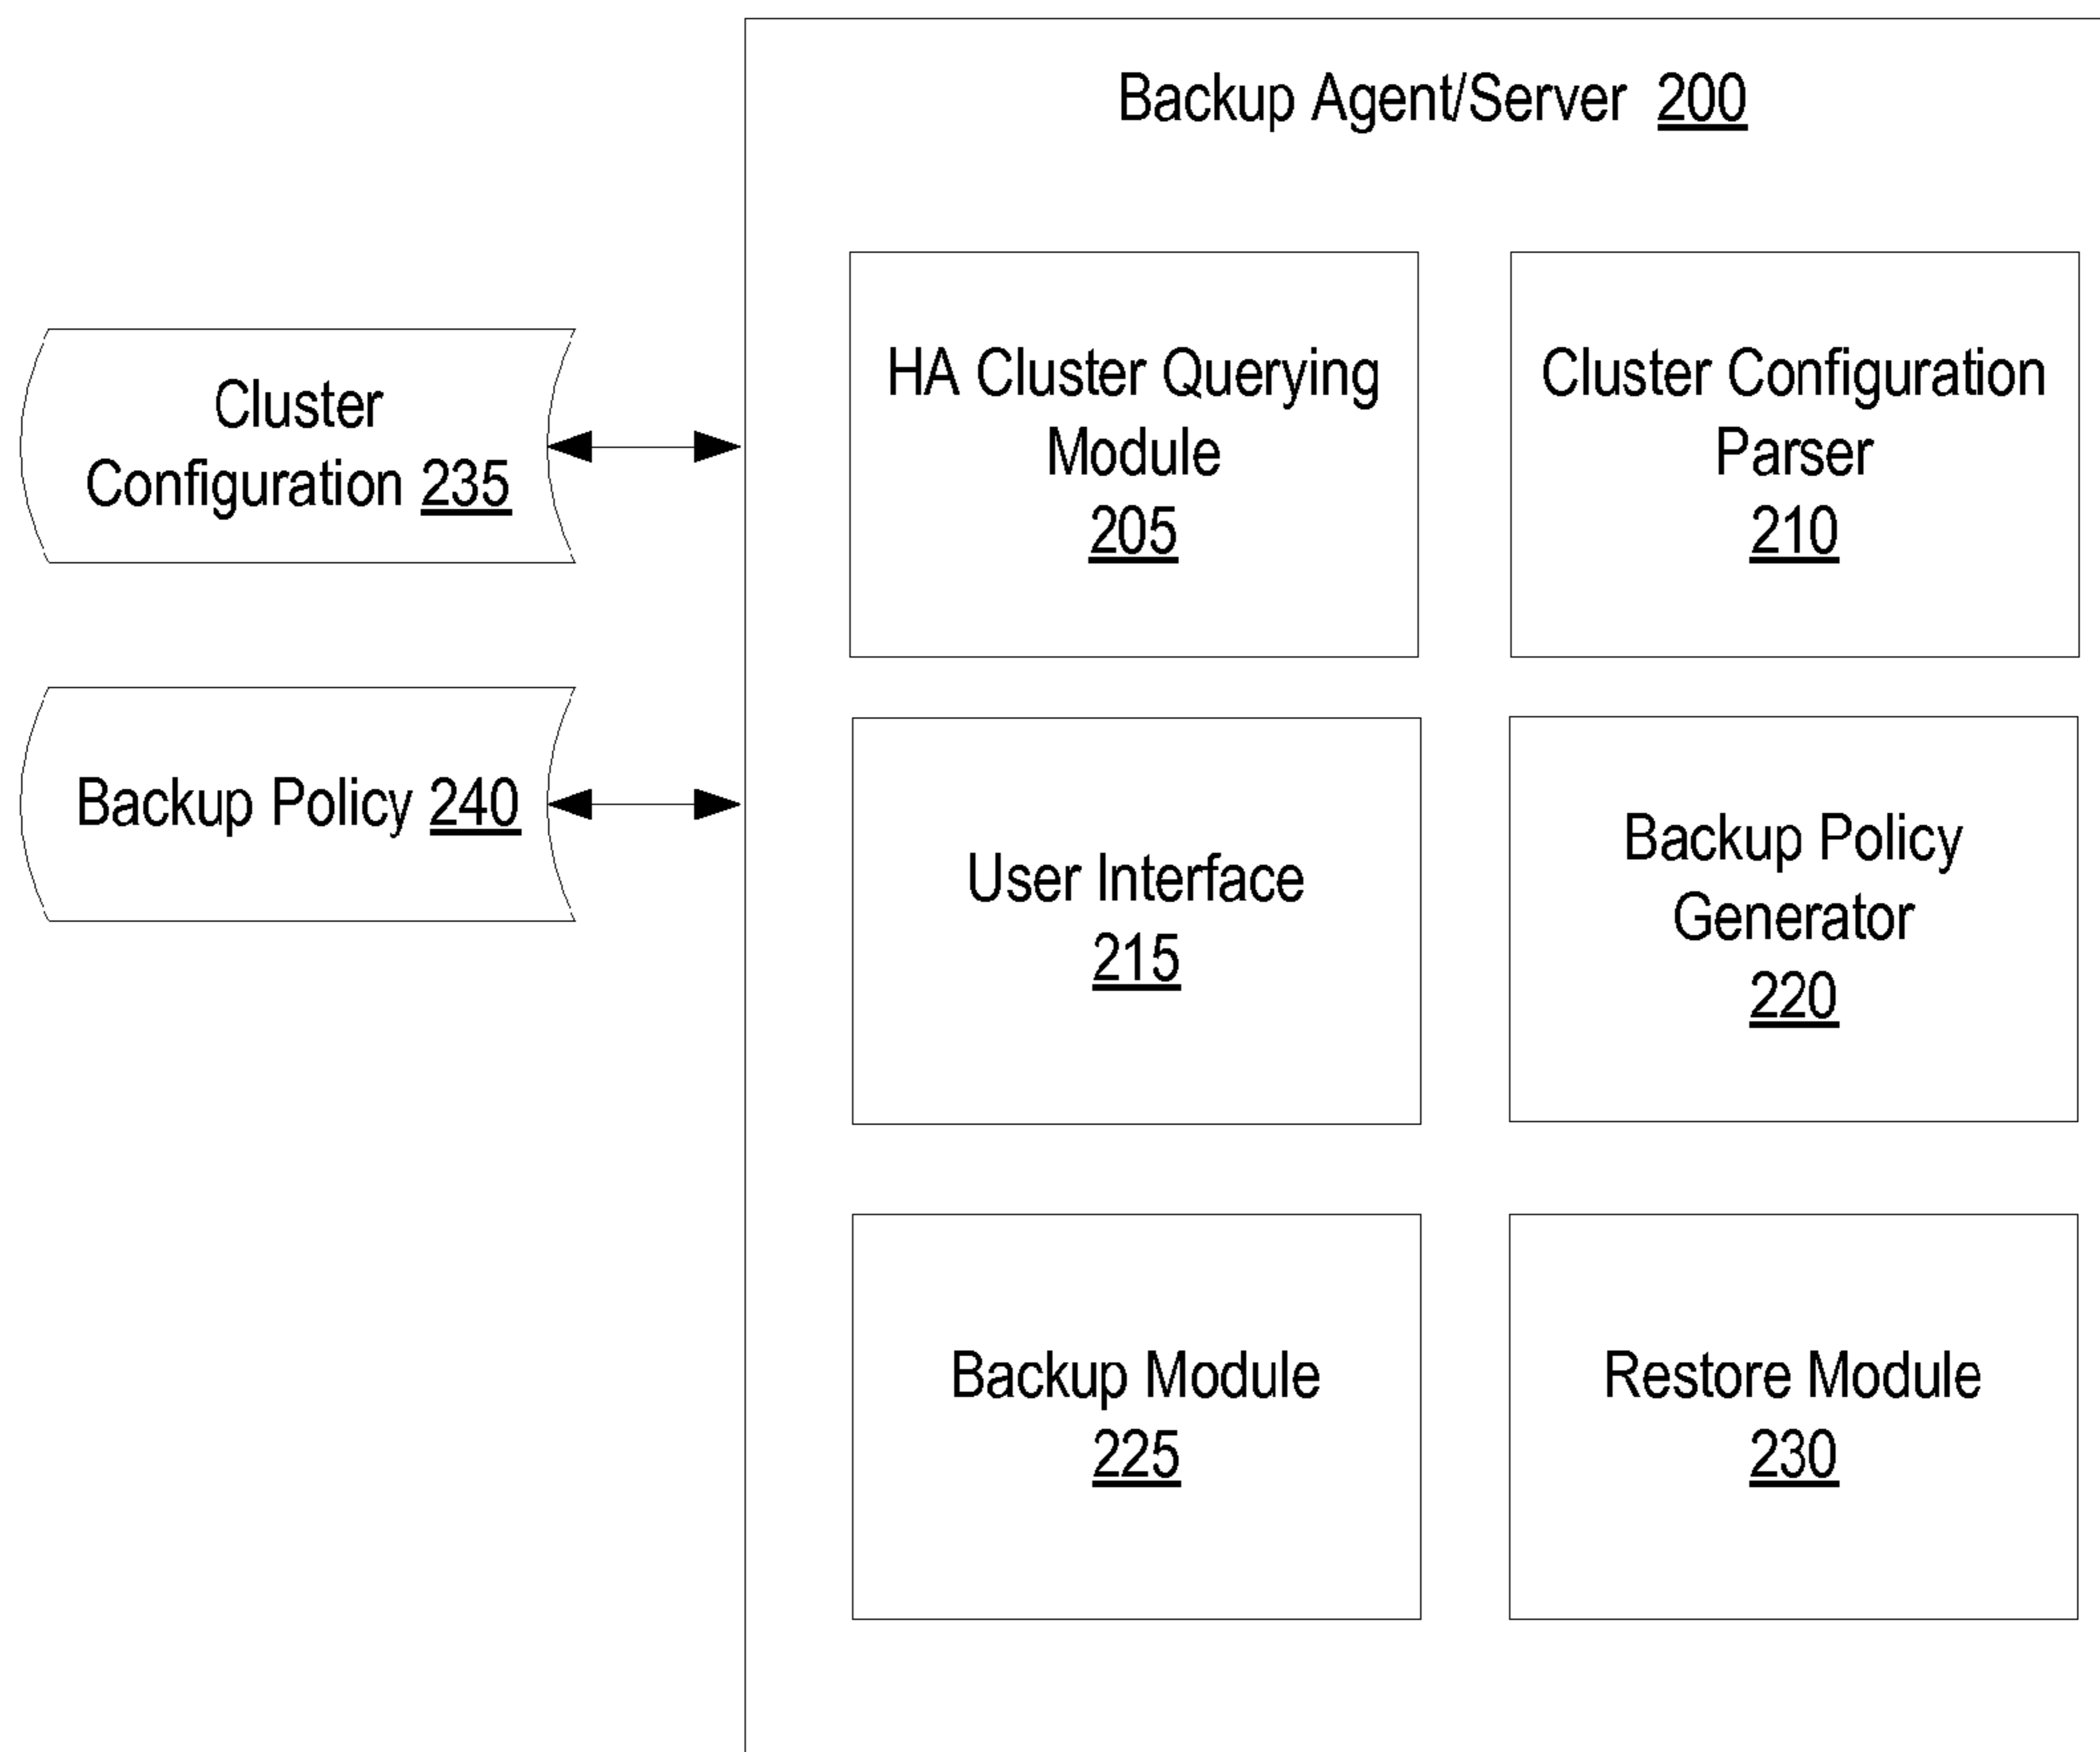 Backup Agent/Server 200
Cluster
Configuration 235
Backup Policy 240
HA Cluster Querying
Module
205
Cluster Configuration
Parser
210
User Interface
215
Backup Policy
Generator
220
Backup Module
225
Restore Module
230